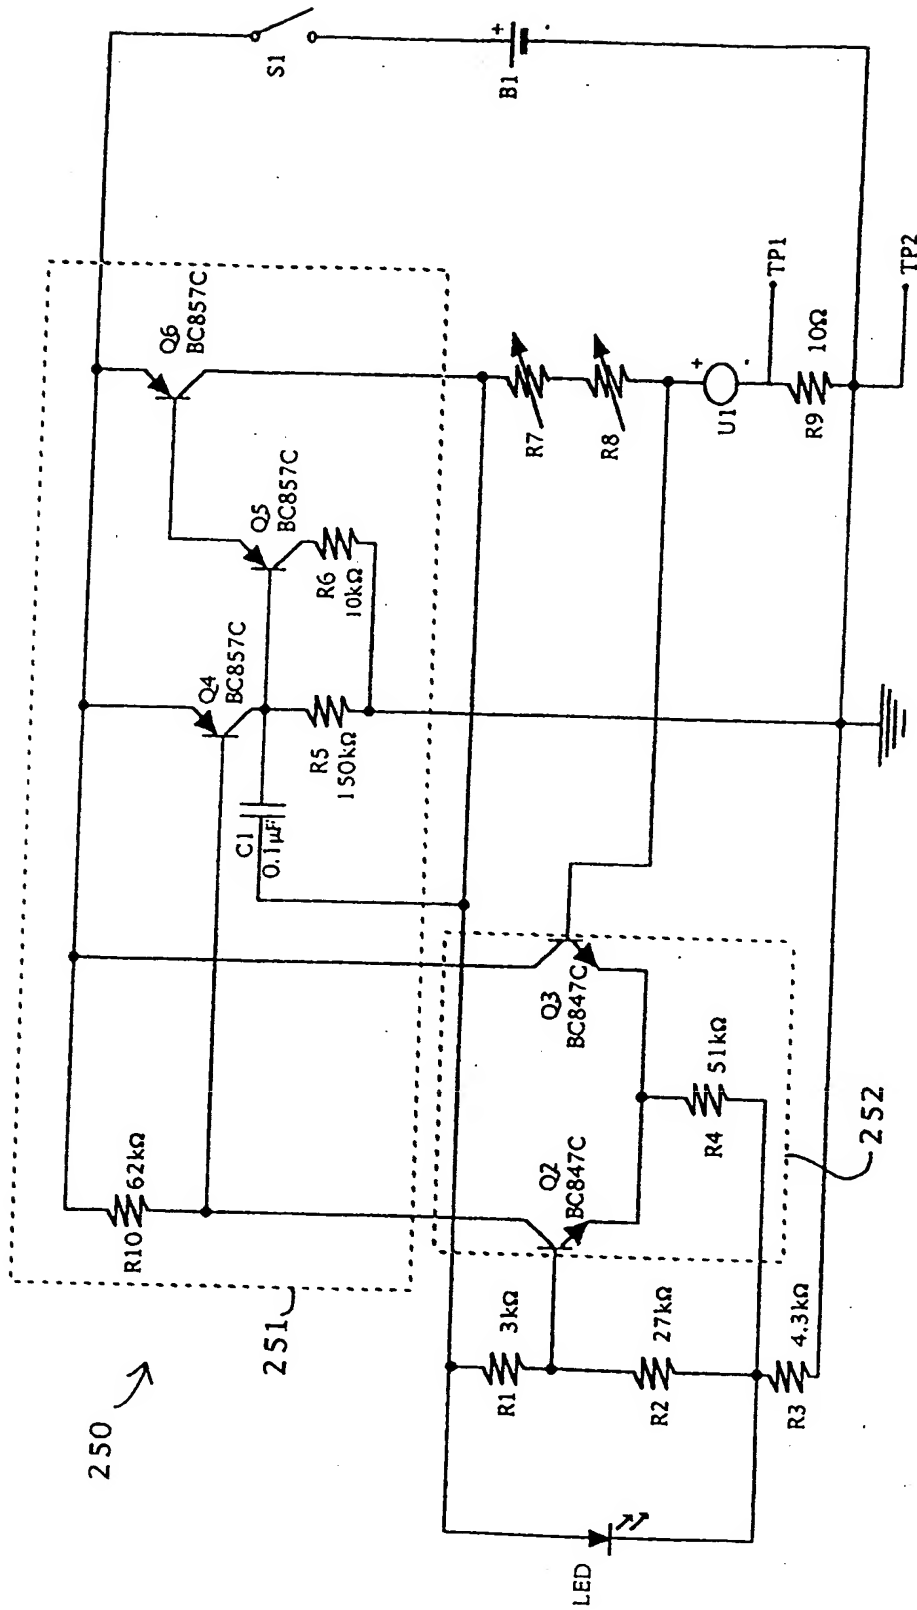 250
251
R10
62kΩ
Q4
BC857C
Q5
BC857C
Q6
BC857C
C1
0.1μF
R5
150kΩ
R6
10kΩ
S1
+
B1
LED
R1
3kΩ
R2
27kΩ
R3
4.3kΩ
Q2
BC847C
Q3
BC847C
R4
51kΩ
252
R7
R8
U1
+
R9
10Ω
TP1
TP2